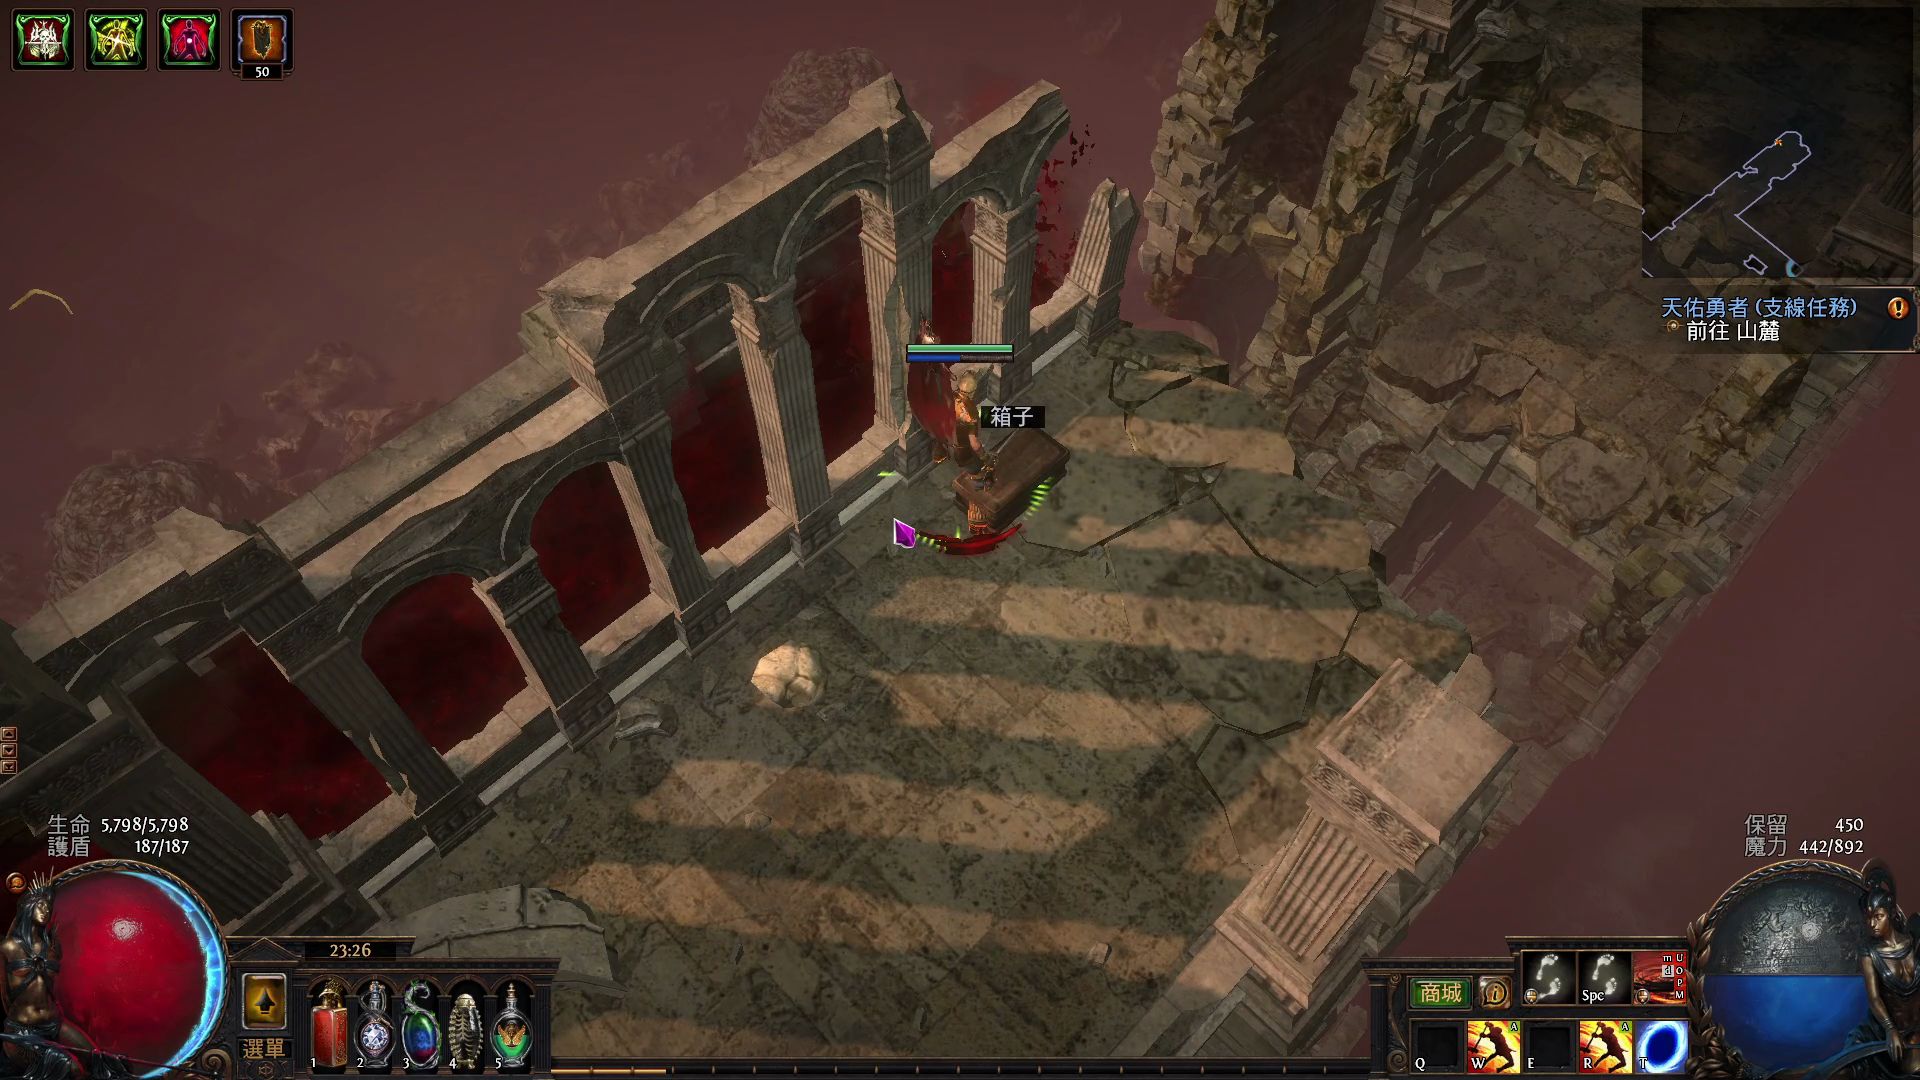 50
天佑勇者 (支線任務)
前往 山麓
箱子
生命 5,798/5,798
護盾 187/187
保留 450
魔力 442/892
23:26
選單
1 2 3 4 5
商城
Spc
m U
d O
P
M
Q W A E R A T